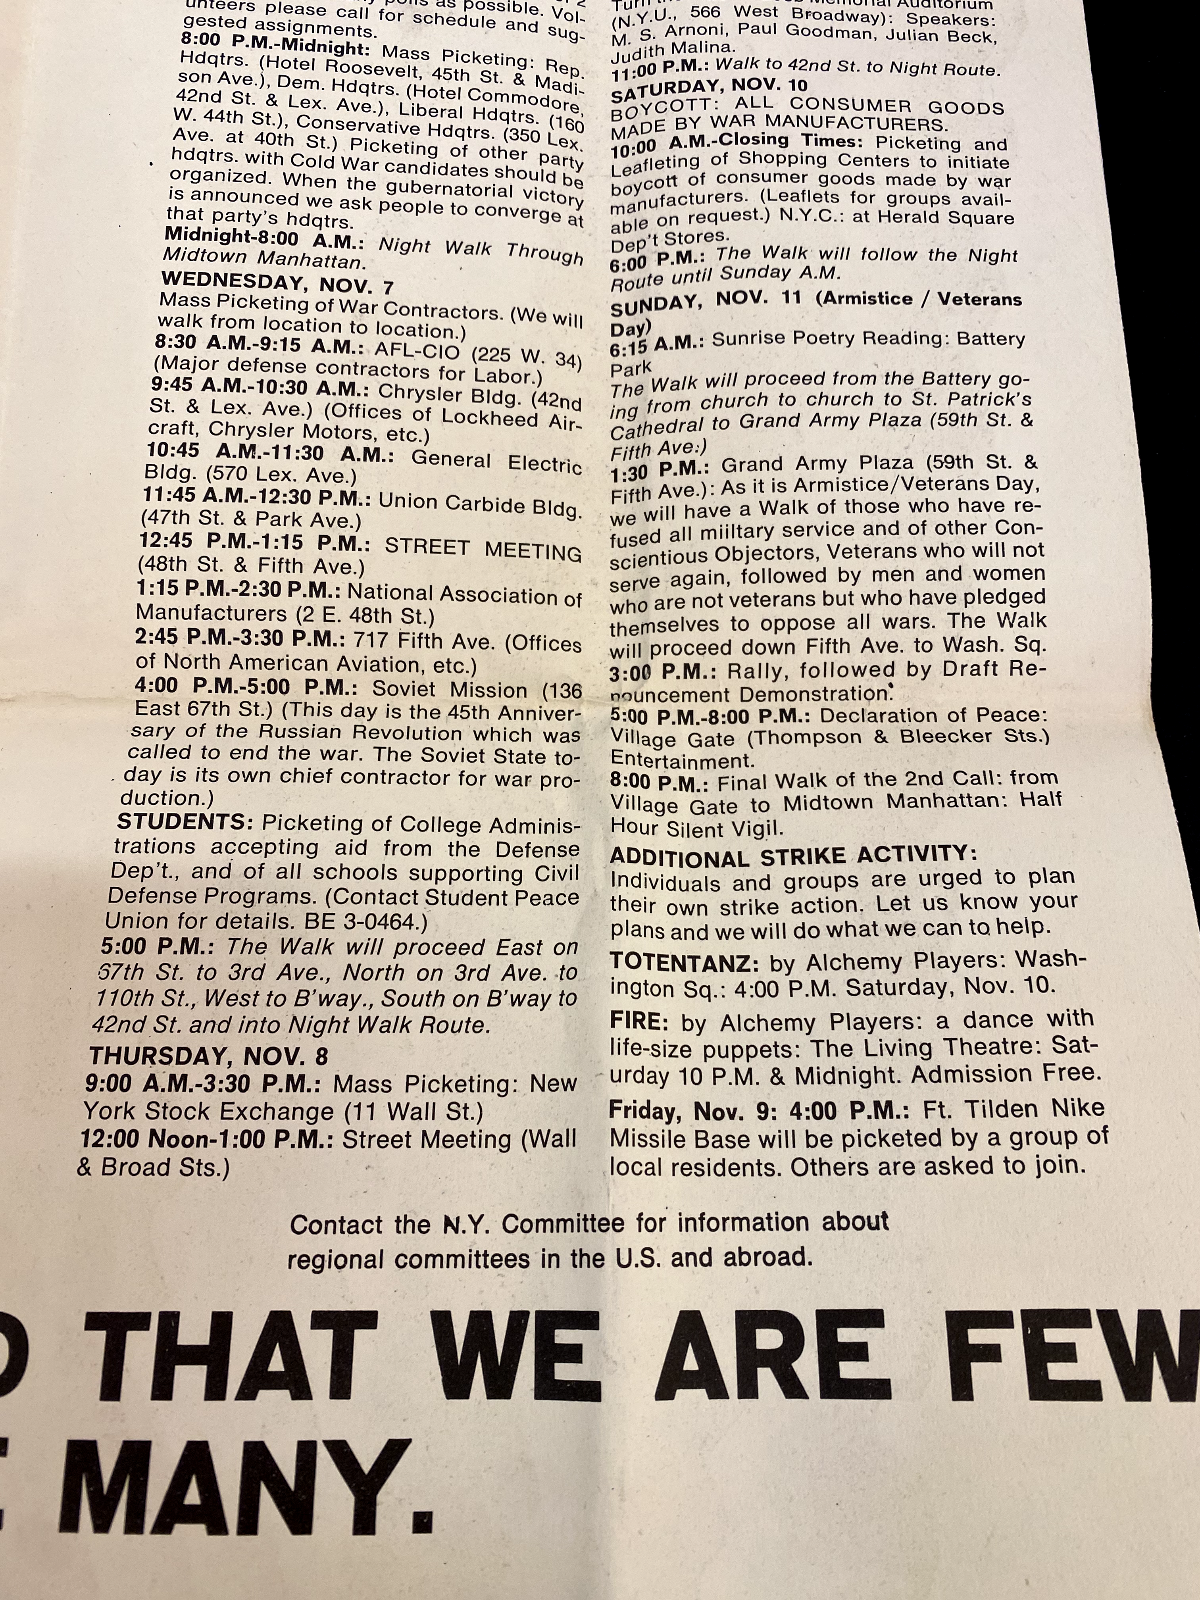 as possible. Vol-
unteers please call for schedule and sug-
gested assignments.
8:00 P.M.-Midnight: Mass Picketing: Rep.
Hdqtrs. (Hotel Roosevelt, 45th St. & Madi-
son Ave.), Dem. Hdqtrs. (Hotel Commodore,
42nd St. & Lex. Ave.), Liberal Hdqtrs. (160
W. 44th St.), Conservative Hdqtrs. (350 Lex.
Ave. at 40th St.) Picketing of other party
hdqtrs. with Cold War candidates should be
organized. When the gubernatorial victory
is announced we ask people to converge at
that party's hdqtrs.
Midnight-8:00 A.M.: Night Walk Through
Midtown Manhattan.
WEDNESDAY, NOV. 7
Mass Picketing of War Contractors. (We will
walk from location to location.)
8:30 A.M.-9:15 A.M.: AFL-CIO (225 W. 34)
(Major defense contractors for Labor.)
9:45 A.M.-10:30 A.M.: Chrysler Bldg. (42nd
St. & Lex. Ave.) (Offices of Lockheed Air-
craft, Chrysler Motors, etc.)
10:45 A.M.-11:30 A.M.: General Electric
Bldg. (570 Lex. Ave.)
11:45 A.M.-12:30 P.M.: Union Carbide Bldg.
(47th St. & Park Ave.)
12:45 P.M.-1:15 P.M.: STREET MEETING
(48th St. & Fifth Ave.)
1:15 P.M.-2:30 P.M.: National Association of
Manufacturers (2 E. 48th St.)
2:45 P.M.-3:30 P.M.: 717 Fifth Ave. (Offices
of North American Aviation, etc.)
4:00 P.M.-5:00 P.M.: Soviet Mission (136
East 67th St.) (This day is the 45th Anniver-
sary of the Russian Revolution which was
called to end the war. The Soviet State to-
day is its own chief contractor for war pro-
duction.)
STUDENTS: Picketing of College Adminis-
trations accepting aid from the Defense
Dep't., and of all schools supporting Civil
Defense Programs. (Contact Student Peace
Union for details. BE 3-0464.)
5:00 P.M.: The Walk will proceed East on
67th St. to 3rd Ave., North on 3rd Ave. to
110th St., West to B'way., South on B'way to
42nd St. and into Night Walk Route.
THURSDAY, NOV. 8
9:00 A.M.-3:30 P.M.: Mass Picketing: New
York Stock Exchange (11 Wall St.)
12:00 Noon-1:00 P.M.: Street Meeting (Wall
& Broad Sts.)
Memorial Auditorium
(N.Y.U., 566 West Broadway): Speakers:
M. S. Arnoni, Paul Goodman, Julian Beck,
Judith Malina.
11:00 P.M.: Walk to 42nd St. to Night Route.
SATURDAY, NOV. 10
BOYCOTT: ALL CONSUMER GOODS
MADE BY WAR MANUFACTURERS.
10:00 A.M.-Closing Times: Picketing and
Leafleting of Shopping Centers to initiate
boycott of consumer goods made by war
manufacturers. (Leaflets for groups avail-
able on request.) N.Y.C.: at Herald Square
Dep't Stores.
6:00 P.M.: The Walk will follow the Night
Route until Sunday A.M.
SUNDAY, NOV. 11 (Armistice / Veterans
Day)
6:15 A.M.: Sunrise Poetry Reading: Battery
Park
The Walk will proceed from the Battery go-
ing from church to church to St. Patrick's
Cathedral to Grand Army Plaza (59th St. &
Fifth Ave.)
1:30 P.M.: Grand Army Plaza (59th St. &
Fifth Ave.): As it is Armistice/Veterans Day,
we will have a Walk of those who have re-
fused all miiltary service and of other Con-
scientious Objectors, Veterans who will not
serve again, followed by men and women
who are not veterans but who have pledged
themselves to oppose all wars. The Walk
will proceed down Fifth Ave. to Wash. Sq.
3:00 P.M.: Rally, followed by Draft Re-
nouncement Demonstration.
5:00 P.M.-8:00 P.M.: Declaration of Peace:
Village Gate (Thompson & Bleecker Sts.)
Entertainment.
8:00 P.M.: Final Walk of the 2nd Call: from
Village Gate to Midtown Manhattan: Half
Hour Silent Vigil.
ADDITIONAL STRIKE ACTIVITY:
Individuals and groups are urged to plan
their own strike action. Let us know your
plans and we will do what we can to help.
TOTENTANZ: by Alchemy Players: Wash-
ington Sq.: 4:00 P.M. Saturday, Nov. 10.
FIRE: by Alchemy Players: a dance with
life-size puppets: The Living Theatre: Sat-
urday 10 P.M. & Midnight. Admission Free.
Friday, Nov. 9: 4:00 P.M.: Ft. Tilden Nike
Missile Base will be picketed by a group of
local residents. Others are asked to join.
Contact the N.Y. Committee for information about
regional committees in the U.S. and abroad.
THAT WE ARE FEW
MANY.